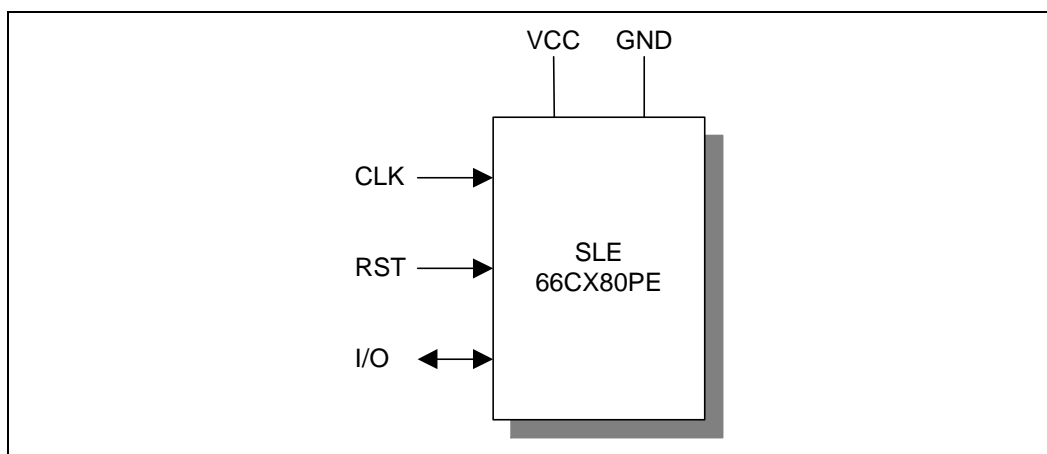 VCC GND
CLK
RST
SLE
66CX80PE
I/O